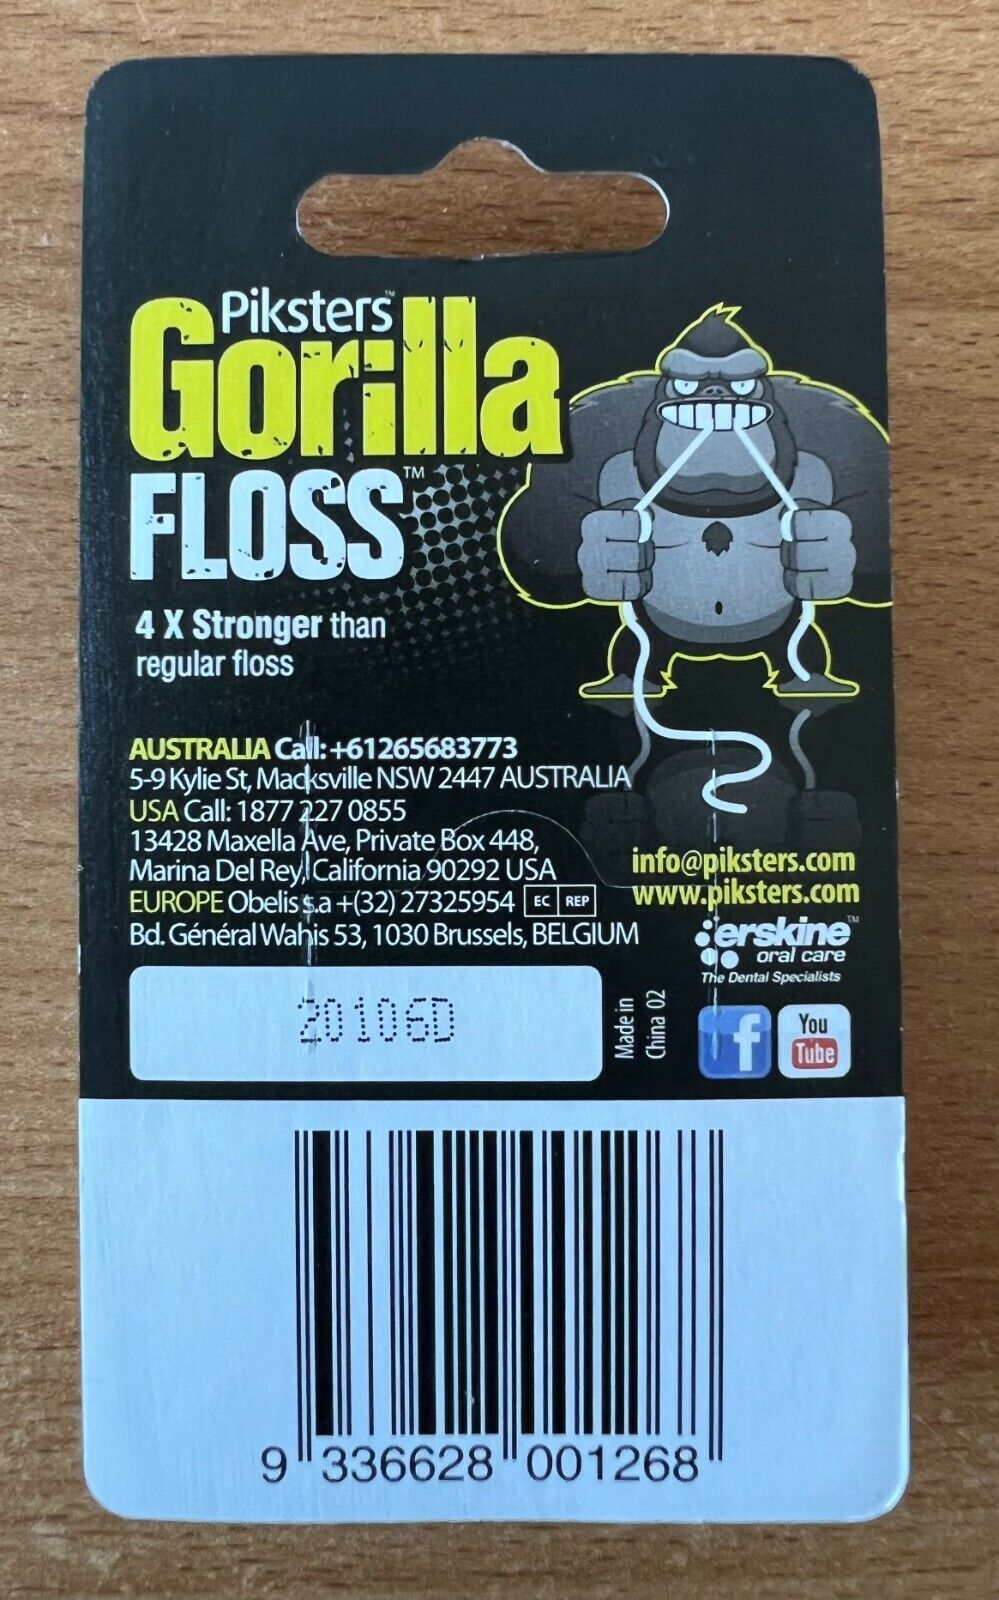 Piksters™
Gorilla
FLOSS™
4 X Stronger than
regular floss
AUSTRALIA Call: +61265683773
5-9 Kylie St, Macksville NSW 2447 AUSTRALIA
USA Call: 1877 227 0855
13428 Maxella Ave, Private Box 448,
Marina Del Rey, California 90292 USA
EUROPE Obelis s.a +(32) 27325954 EC REP
Bd. Général Wahis 53, 1030 Brussels, BELGIUM
info@piksters.com
www.piksters.com
erskine™
oral care
The Dental Specialists
20106D
Made in
China 02
f
You
Tube
9 336628 001268